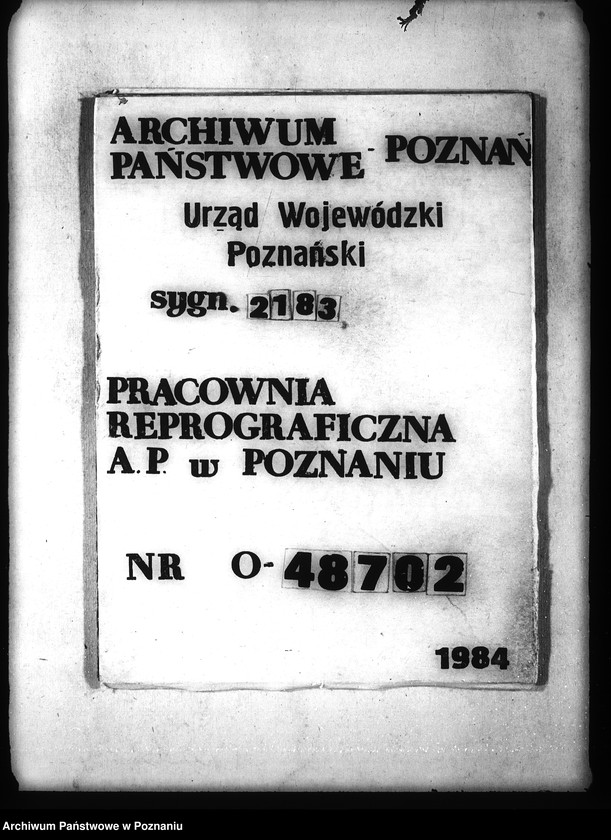 ARCHIWUM
PAŃSTWOWE - POZNAŃ
Urząd Wojewódzki
Poznański
sygn. 2183
PRACOWNIA
REPROGRAFICZNA
A.P. w POZNANIU
NR O-48702
1984
Archiwum Państwowe w Poznaniu